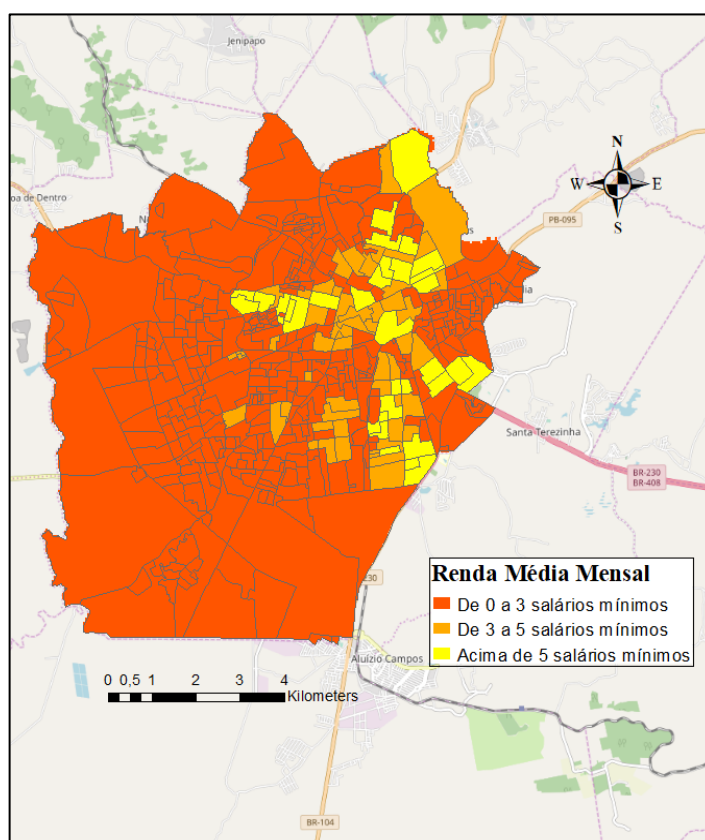 Jenipapo
oa de Dentro
N
W
E
S
PB-095
Santa Terezinha
BR-230
BR-408
Renda Média Mensal
De 0 a 3 salários mínimos
De 3 a 5 salários mínimos
Acima de 5 salários mínimos
230
Aluízio Campos
0 0,5 1 2 3 4
Kilometers
BR-104